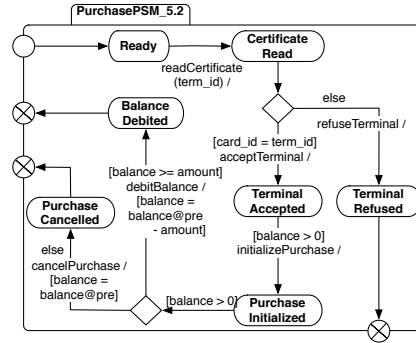 PurchasePSM_5.2
Ready
Certificate
Read
readCertificate
(term_id) /
Balance
Debited
else
refuseTerminal /
[card_id = term_id]
acceptTerminal /
[balance >= amount]
debitBalance /
[balance =
balance@pre
- amount]
Purchase
Cancelled
Terminal
Accepted
Terminal
Refused
[balance > 0]
initializePurchase /
else
cancelPurchase /
[balance =
balance@pre]
[balance > 0]
Purchase
Initialized